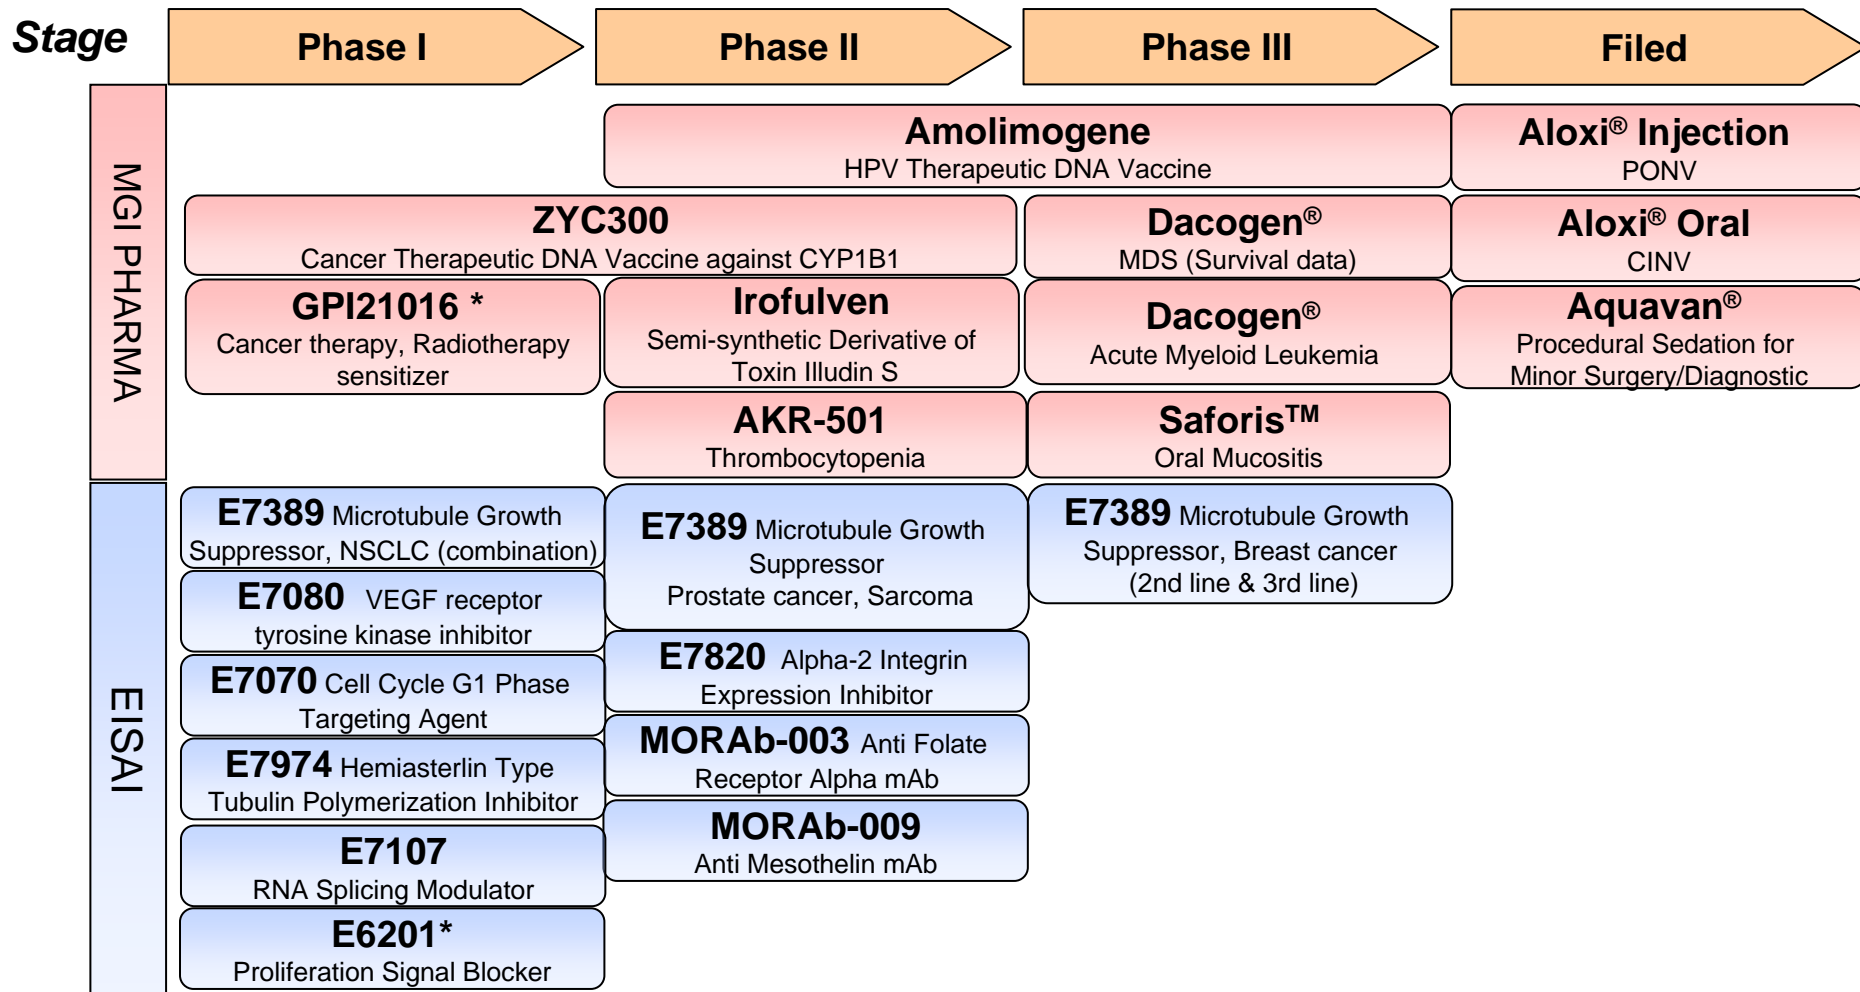 Stage
Phase I
Phase II
Phase III
Filed
MGI PHARMA
Amolimogene
HPV Therapeutic DNA Vaccine
Aloxi® Injection
PONV
ZYC300
Cancer Therapeutic DNA Vaccine against CYP1B1
Dacogen®
MDS (Survival data)
Aloxi® Oral
CINV
GPI21016 *
Cancer therapy, Radiotherapy
sensitizer
Irofulven
Semi-synthetic Derivative of
Toxin Illudin S
Dacogen®
Acute Myeloid Leukemia
Aquavan®
Procedural Sedation for
Minor Surgery/Diagnostic
AKR-501
Thrombocytopenia
Saforis™
Oral Mucositis
EISAI
E7389 Microtubule Growth
Suppressor, NSCLC (combination)
E7080 VEGF receptor
tyrosine kinase inhibitor
E7070 Cell Cycle G1 Phase
Targeting Agent
E7974 Hemiasterlin Type
Tubulin Polymerization Inhibitor
E7107
RNA Splicing Modulator
E6201*
Proliferation Signal Blocker
E7389 Microtubule Growth
Suppressor
Prostate cancer, Sarcoma
E7820 Alpha-2 Integrin
Expression Inhibitor
MORAb-003 Anti Folate
Receptor Alpha mAb
MORAb-009
Anti Mesothelin mAb
E7389 Microtubule Growth
Suppressor, Breast cancer
(2nd line & 3rd line)